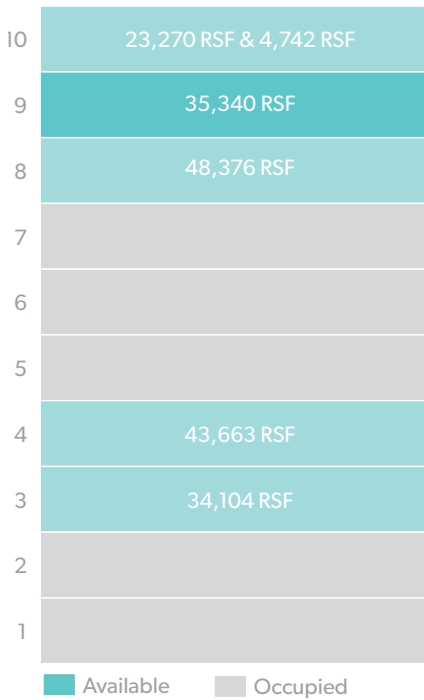 10 23,270 RSF & 4,742 RSF
9 35,340 RSF
8 48,376 RSF
7
6
5
4 43,663 RSF
3 34,104 RSF
2
1
Available Occupied